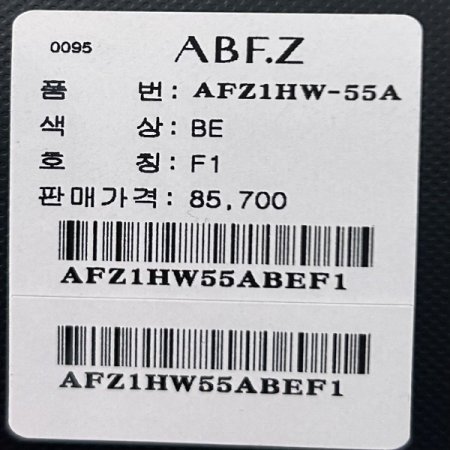 0095 ABF.Z
품 번: AFZ1HW-55A
색 상: BE
호 칭: F1
판매가격: 85,700
AFZ1HW55ABEF1
AFZ1HW55ABEF1